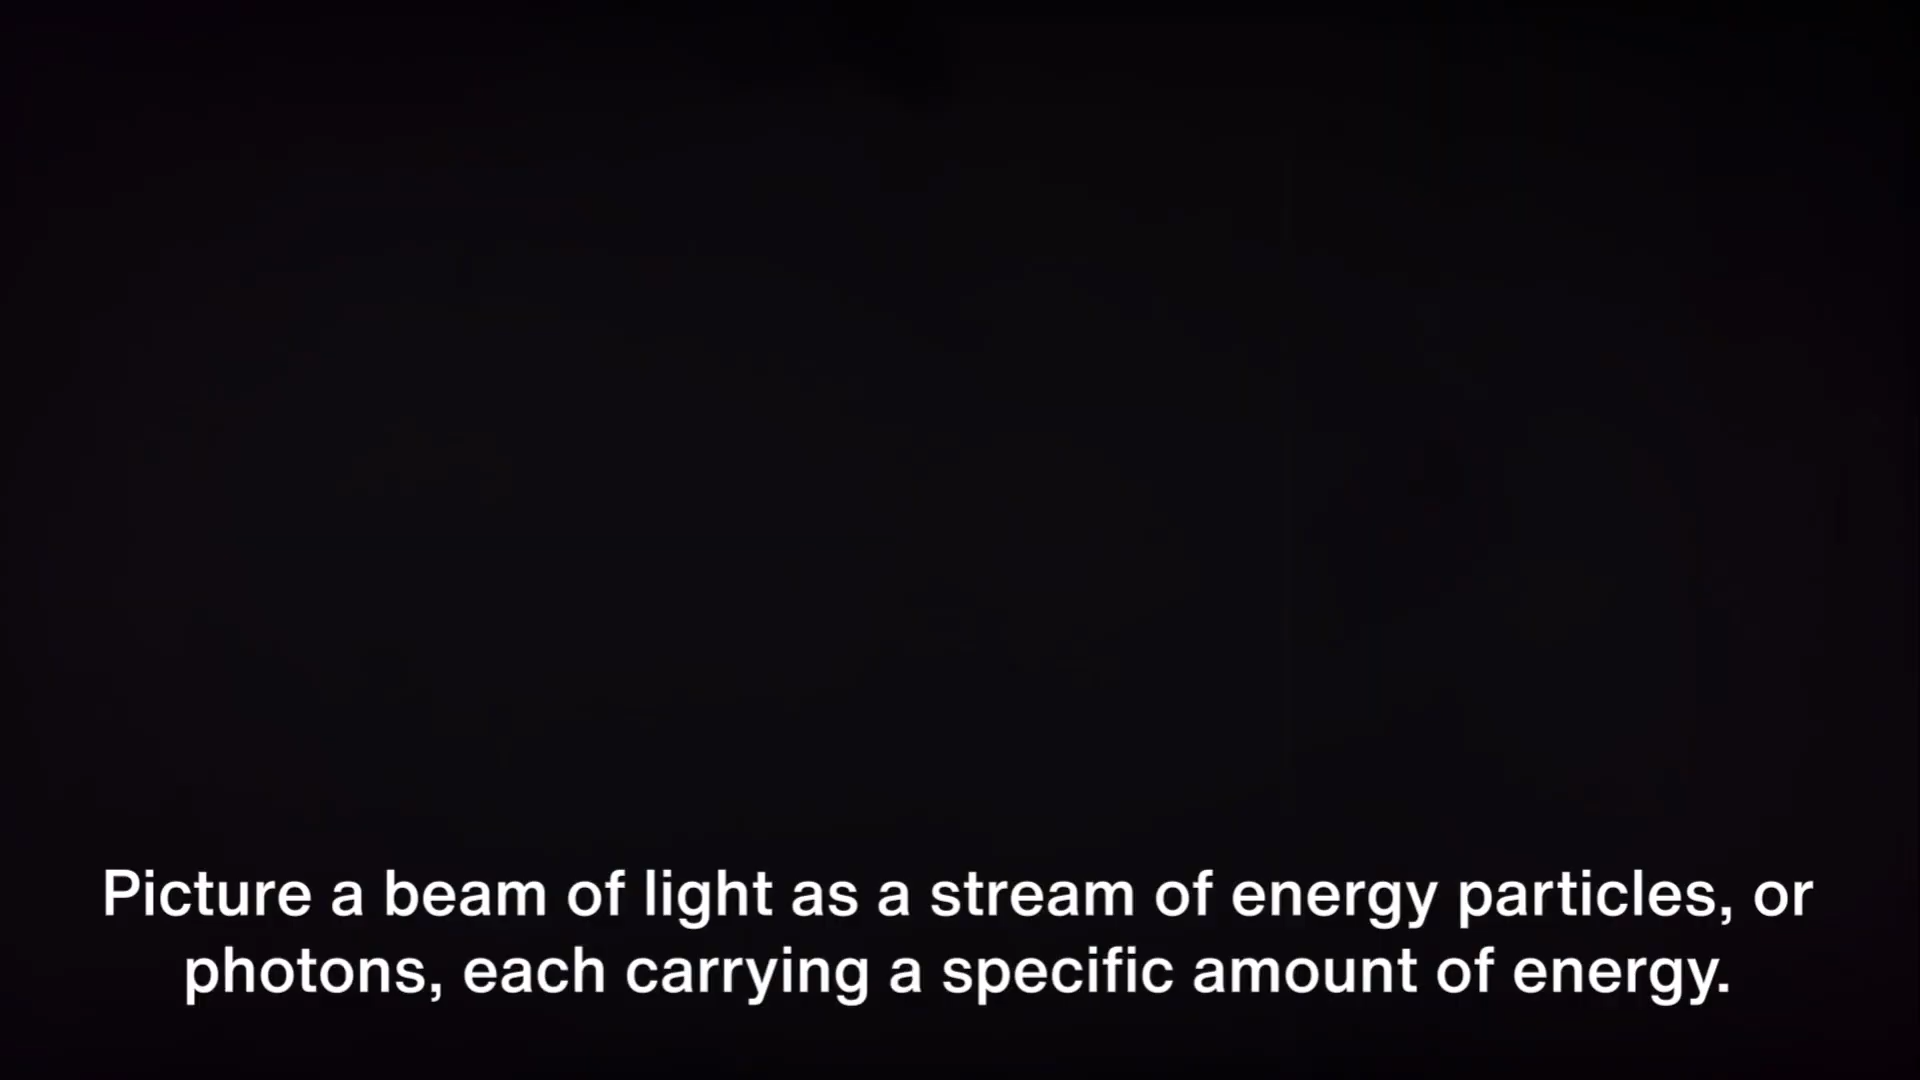 Picture a beam of light as a stream of energy particles, or
photons, each carrying a specific amount of energy.